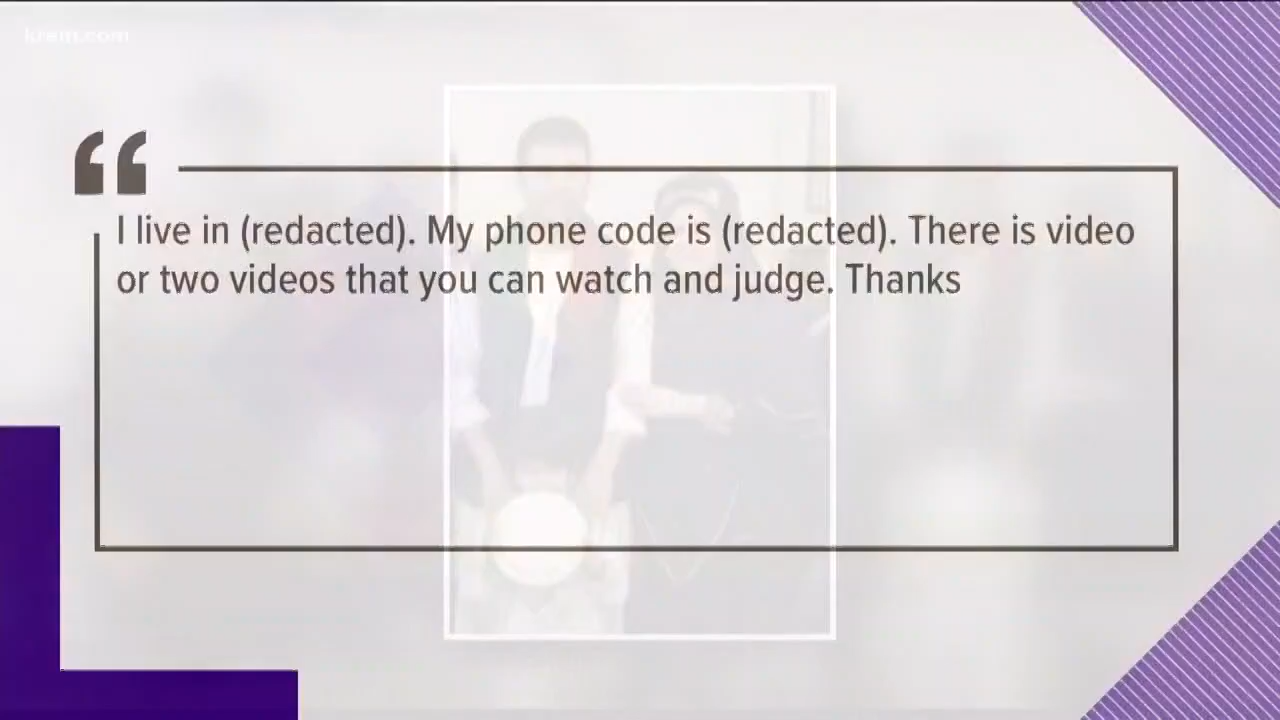 krem.com
I live in (redacted). My phone code is (redacted). There is video
or two videos that you can watch and judge. Thanks